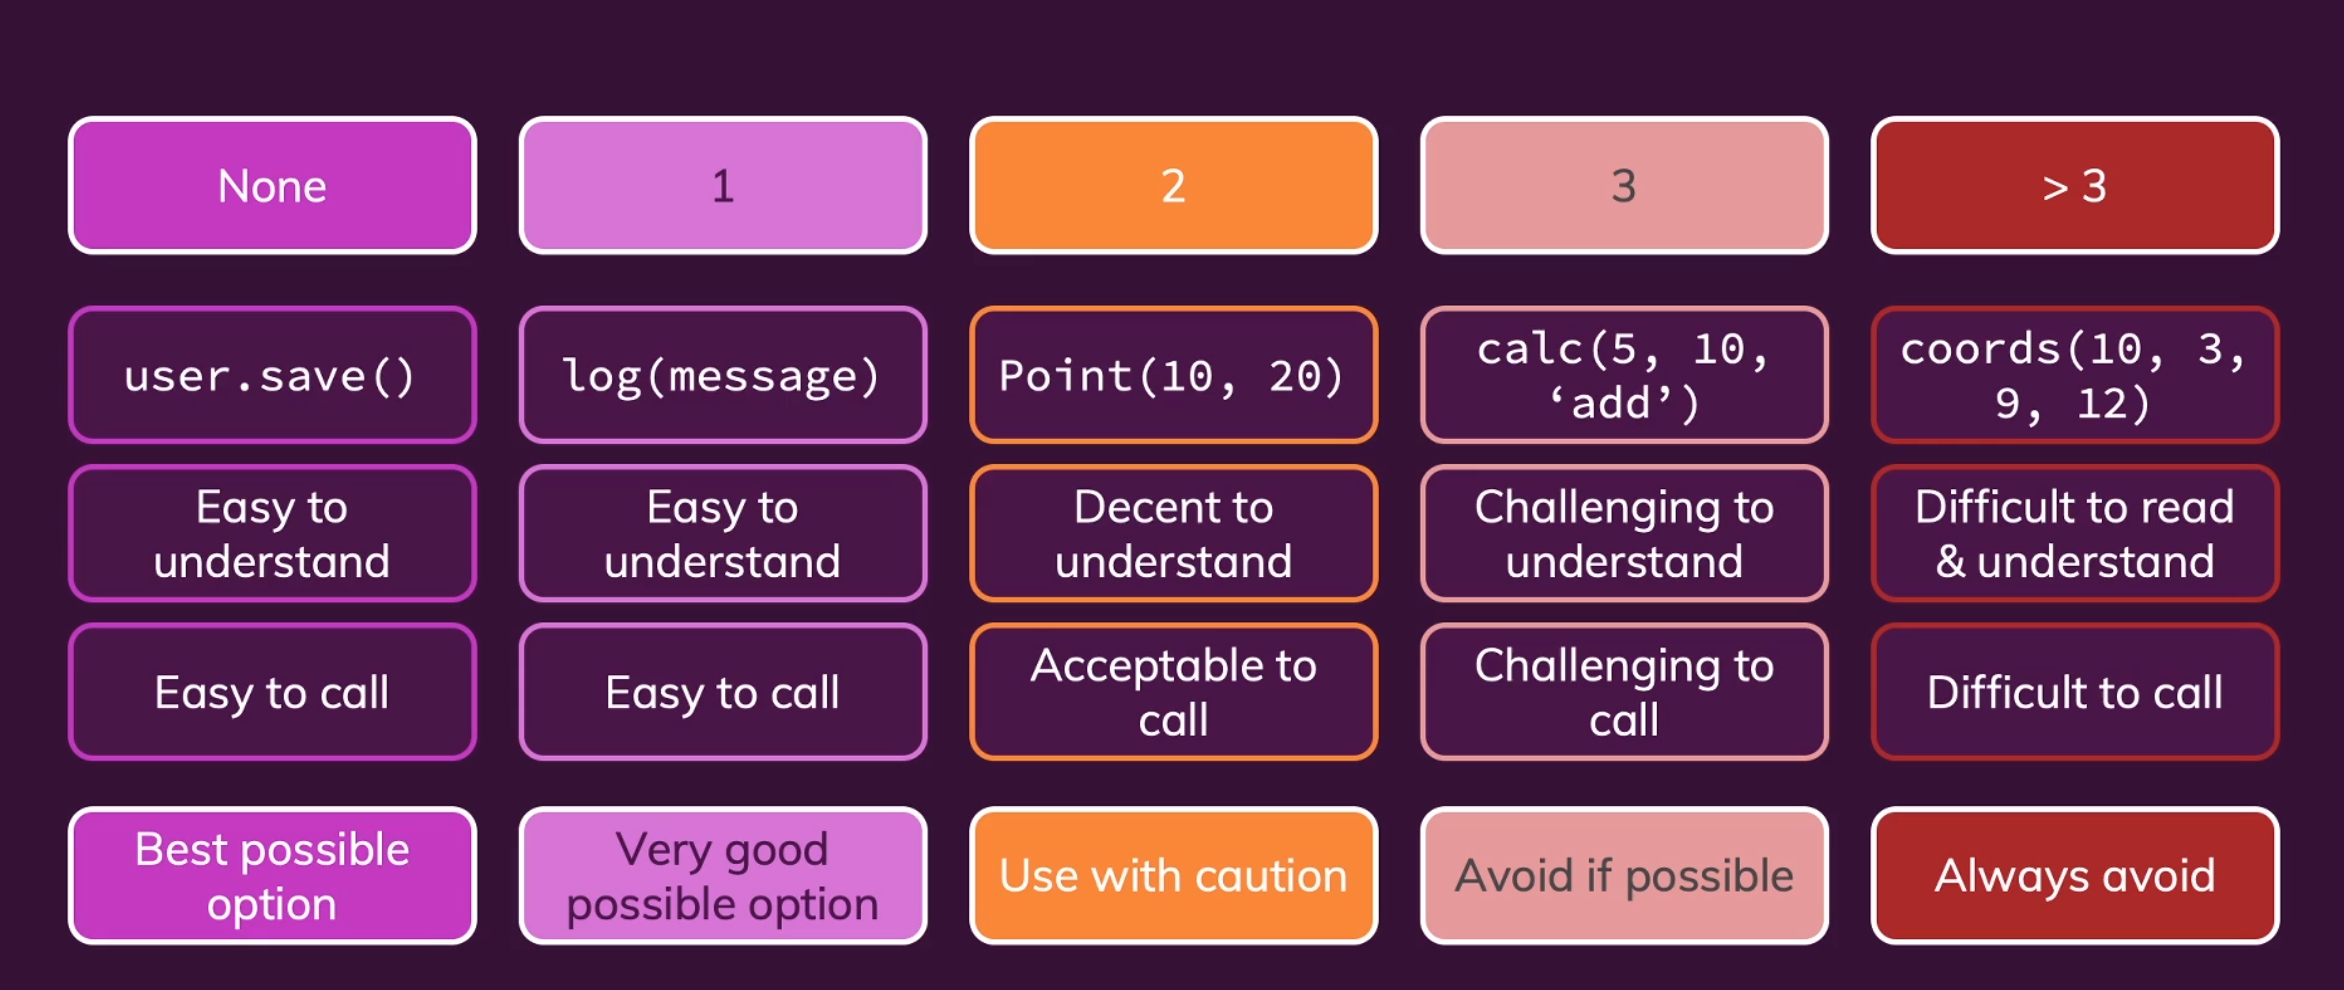 None
1
2
3
> 3
user.save()
log(message)
Point(10, 20)
calc(5, 10,
‘add’)
coords(10, 3,
9, 12)
Easy to
understand
Easy to
understand
Decent to
understand
Challenging to
understand
Difficult to read
& understand
Easy to call
Easy to call
Acceptable to
call
Challenging to
call
Difficult to call
Best possible
option
Very good
possible option
Use with caution
Avoid if possible
Always avoid